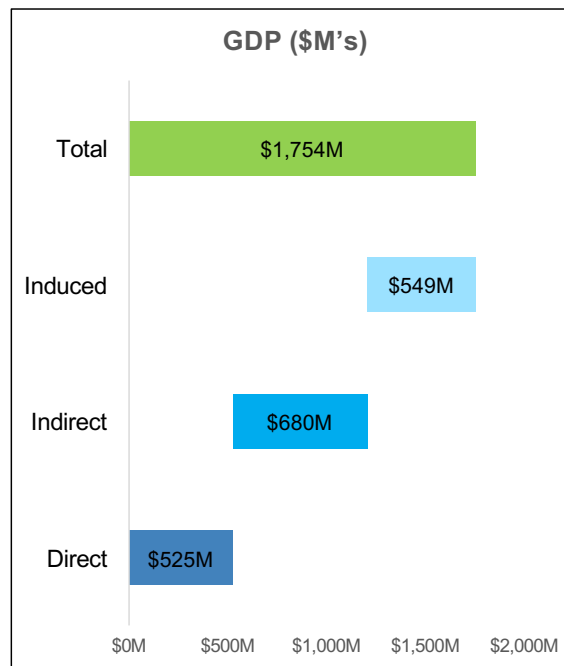 GDP ($M’s)
Total
$1,754M
Induced
$549M
Indirect
$680M
Direct
$525M
$0M $500M $1,000M $1,500M $2,000M